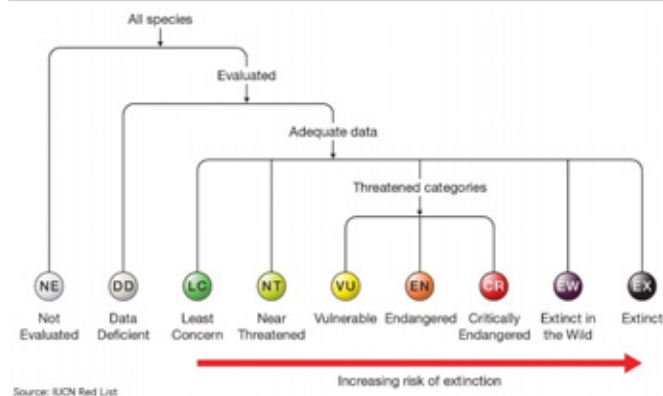 All species
Evaluated
Adequate data
Threatened categories
NE DD LC NT VU EN CR EW EX
Not Evaluated
Data Deficient
Least Concern
Near Threatened
Vulnerable
Endangered
Critically Endangered
Extinct in the Wild
Extinct
Increasing risk of extinction
Source: IUCN Red List